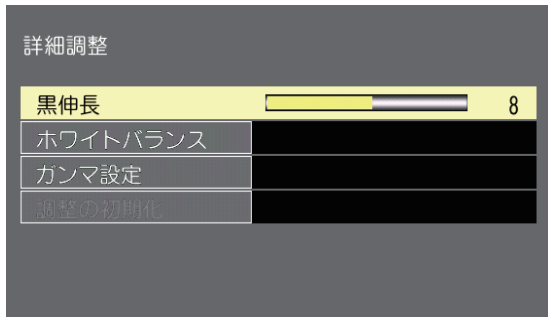 詳細調整
黒伸長 8
ホワイトバランス
ガンマ設定
調整の初期化